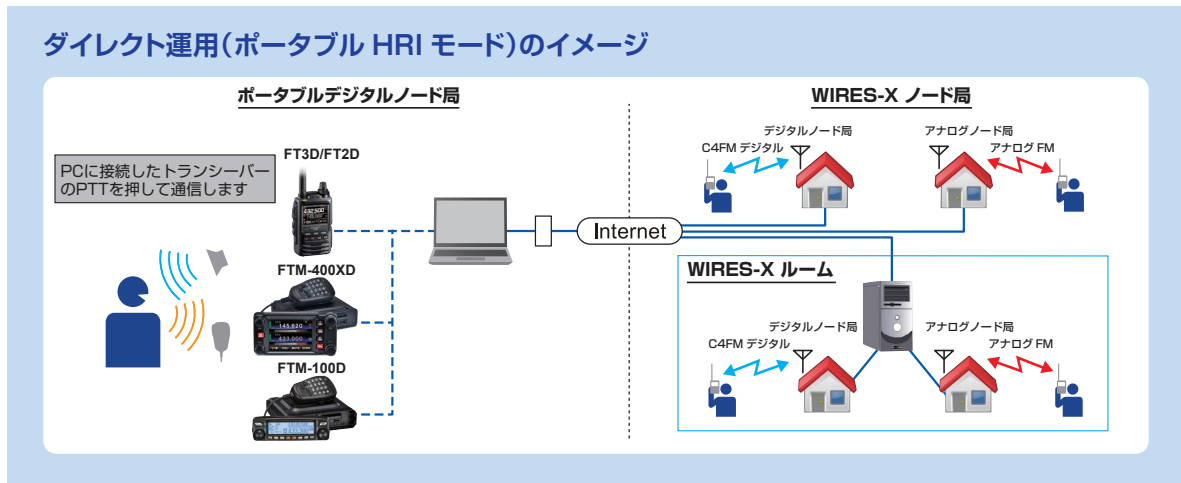 ダイレクト運用(ポータブル HRI モード)のイメージ
ポータブルデジタルノード局
PCに接続したトランシーバー
のPTTを押して通信します
FT3D/FT2D
432.500
FTM-400XD
145.620
433.000
FTM-100D
Internet
WIRES-X ノード局
デジタルノード局
C4FM デジタル
アナログノード局
アナログ FM
WIRES-X ルーム
デジタルノード局
C4FM デジタル
アナログノード局
アナログ FM